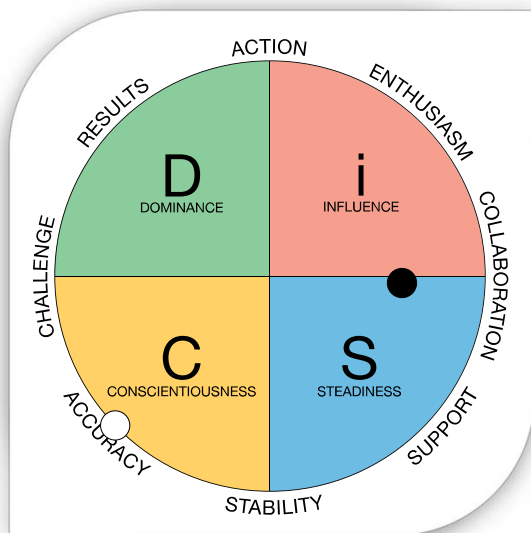 ACTION
ENTHUSIASM
RESULTS
D
DOMINANCE
i
INFLUENCE
COLLABORATION
CHALLENGE
C
CONSCIENTIOUSNESS
S
STEADINESS
ACCURACY
SUPPORT
STABILITY